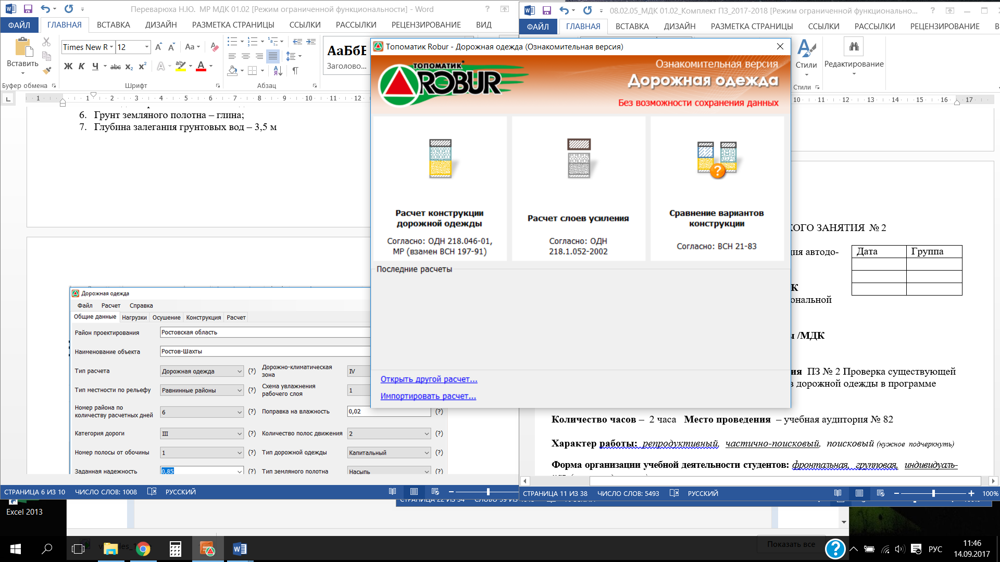 Переварюха Н.Ю.  МР МДК 01.02 [Режим ограниченной функциональности] - Word
ФАЙЛ ГЛАВНАЯ ВСТАВКА ДИЗАЙН РАЗМЕТКА СТРАНИЦЫ ССЫЛКИ РАССЫЛКИ РЕЦЕНЗИРОВАНИЕ ВИД
Вставить
Times New R 12
Буфер обмена Шрифт Абзац
АаБбВ
Заголово...
6. Грунт земляного полотна – глина;
7. Глубина залегания грунтовых вод – 3,5 м
Дорожная одежда
Файл Расчет Справка
Общие данные Нагрузки Осушение Конструкция Расчет
Район проектирования Ростовская область
Наименование объекта Ростов-Шахты
Тип расчета Дорожная одежда (?) Дорожно-климатическая зона IV
Тип местности по рельефу Равнинные районы (?) Схема увлажнения рабочего слоя 1
Номер района по количеству расчетных дней 6 (?) Поправка на влажность 0,02 (?)
Категория дороги III (?) Количество полос движения 2 (?)
Номер полосы от обочины 1 (?) Тип дорожной одежды Капитальный (?)
Заданная надежность 0,85 (?) Тип земляного полотна Насыпь (?)
СТРАНИЦА 6 ИЗ 10 ЧИСЛО СЛОВ: 1008 РУССКИЙ
Топоматик Robur - Дорожная одежда (Ознакомительная версия)
ТОПОМАТИК
ROBUR
Ознакомительная версия
Дорожная одежда
Без возможности сохранения данных
Расчет конструкции
дорожной одежды
Согласно: ОДН 218.046-01,
МР (взамен ВСН 197-91)
Расчет слоев усиления
Согласно: ОДН
218.1.052-2002
Сравнение вариантов
конструкции
Согласно: ВСН 21-83
Последние расчеты
Открыть другой расчет...
Импортировать расчет...
08.02.05_МДК 01.02_Комплект ПЗ_2017-2018 [Режим ограниченной функционально...
ФАЙЛ ГЛАВНАЯ ВСТАВКА ДИЗАЙН РАЗМЕТКА СТРАНИЦЫ ССЫЛКИ РАССЫЛКИ РЕЦЕНЗИРОВАНИЕ В
Стили Редактирование
Стили
КОГО ЗАНЯТИЯ № 2
ия автодо-
Дата Группа
К
ональной
ы /МДК
ия ПЗ № 2 Проверка существующей
в дорожной одежды в программе
Количество часов – 2 часа Место проведения – учебная аудитория № 82
Характер работы: репродуктивный, частично-поисковый, поисковый (нужное подчеркнуть)
Форма организации учебной деятельности студентов: фронтальная, групповая, индивидуаль-
СТРАНИЦА 11 ИЗ 38 ЧИСЛО СЛОВ: 5493 РУССКИЙ 100%
Excel 2013
Показать все
РУС
11:46
14.09.2017